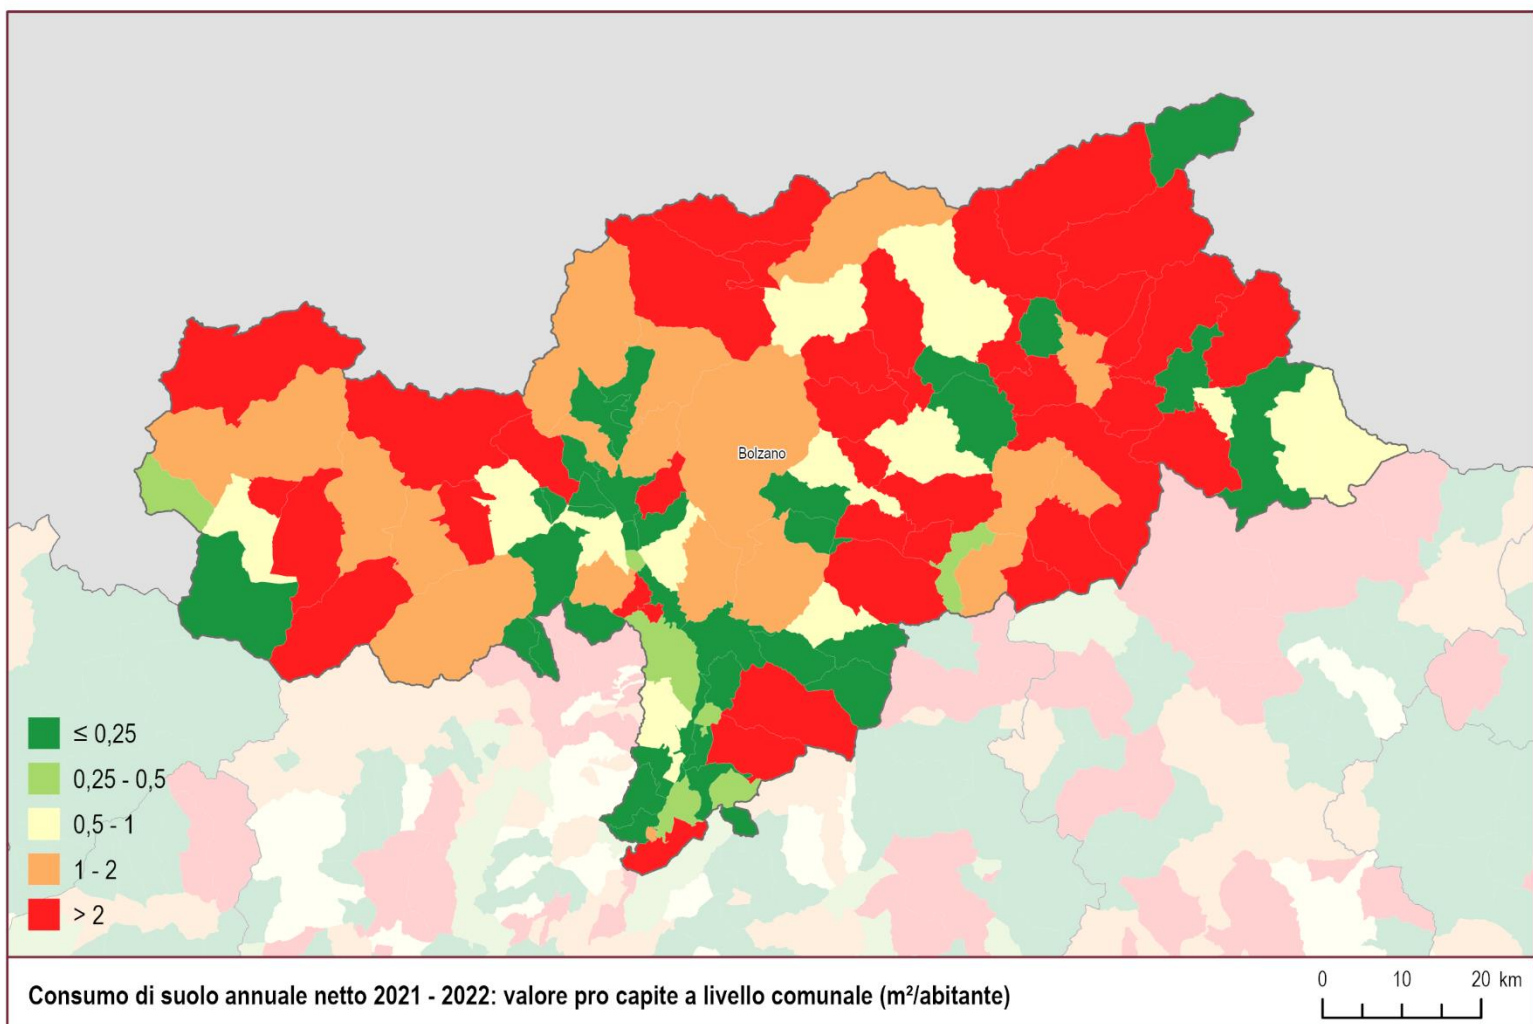 Bolzano
≤ 0,25
0,25 - 0,5
0,5 - 1
1 - 2
> 2
Consumo di suolo annuale netto 2021 - 2022: valore pro capite a livello comunale (m²/abitante)
0 10 20 km